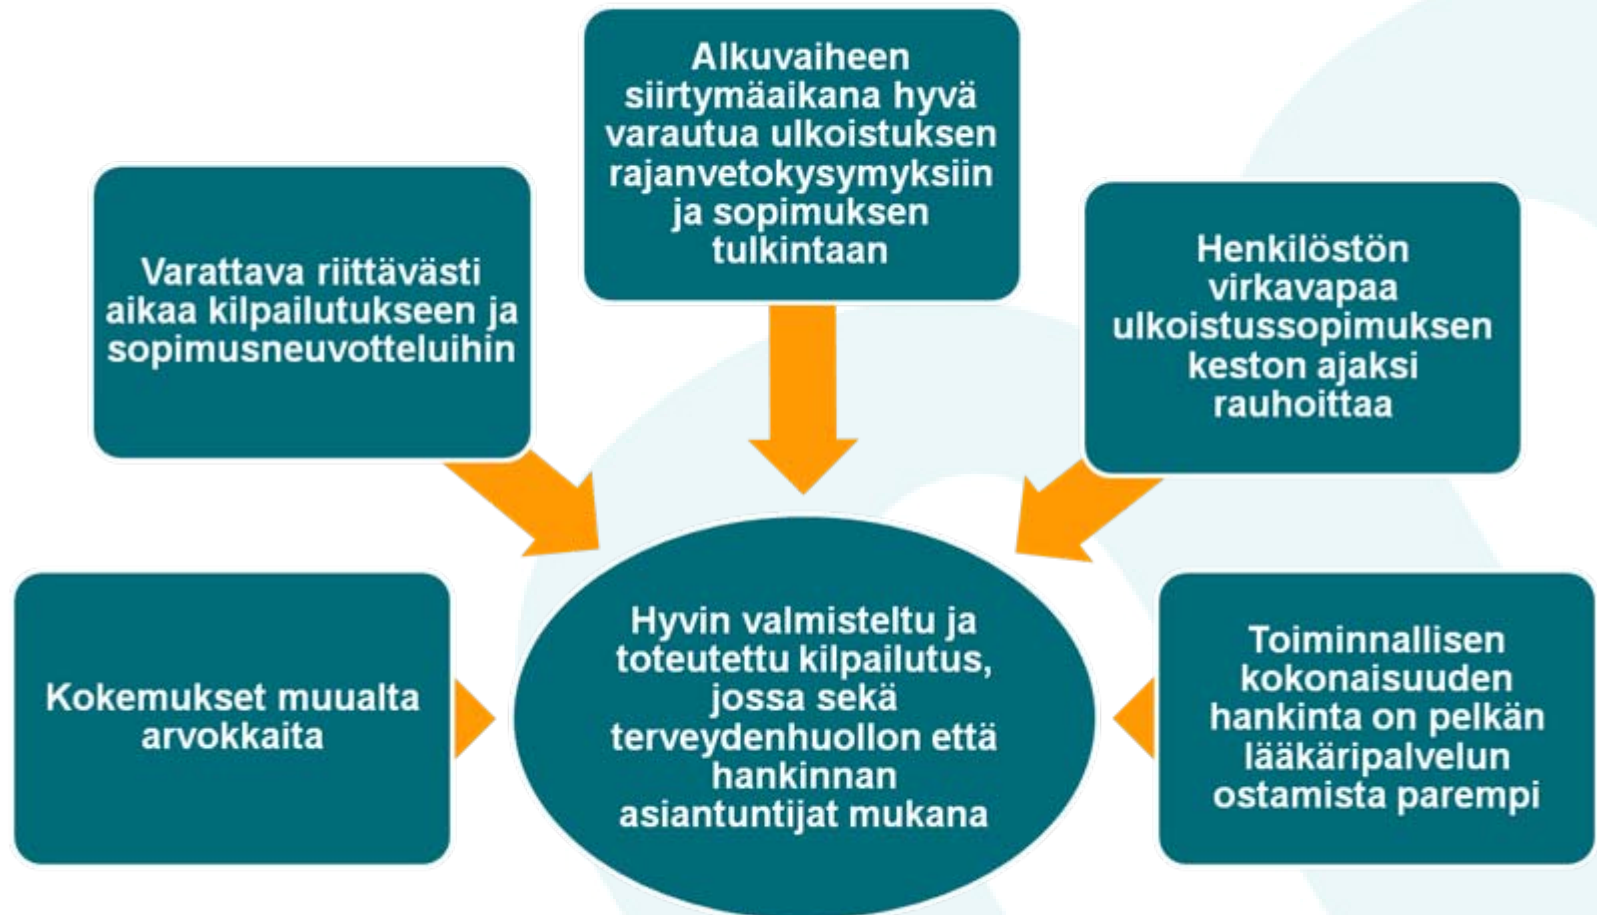 Alkuvaiheen
siirtymäaikana hyvä
varautua ulkoistuksen
rajanvetokysymyksiin
ja sopimuksen
tulkintaan
Varattava riittävästi
aikaa kilpailutukseen ja
sopimusneuvotteluihin
Henkilöstön
virkavapaa
ulkoistussopimuksen
keston ajaksi
rauhoittaa
Kokemukset muualta
arvokkaita
Hyvin valmisteltu ja
toteutettu kilpailutus,
jossa sekä
terveydenhuollon että
hankinnan
asiantuntijat mukana
Toiminnallisen
kokonaisuuden
hankinta on pelkän
lääkäripalvelun
ostamista parempi